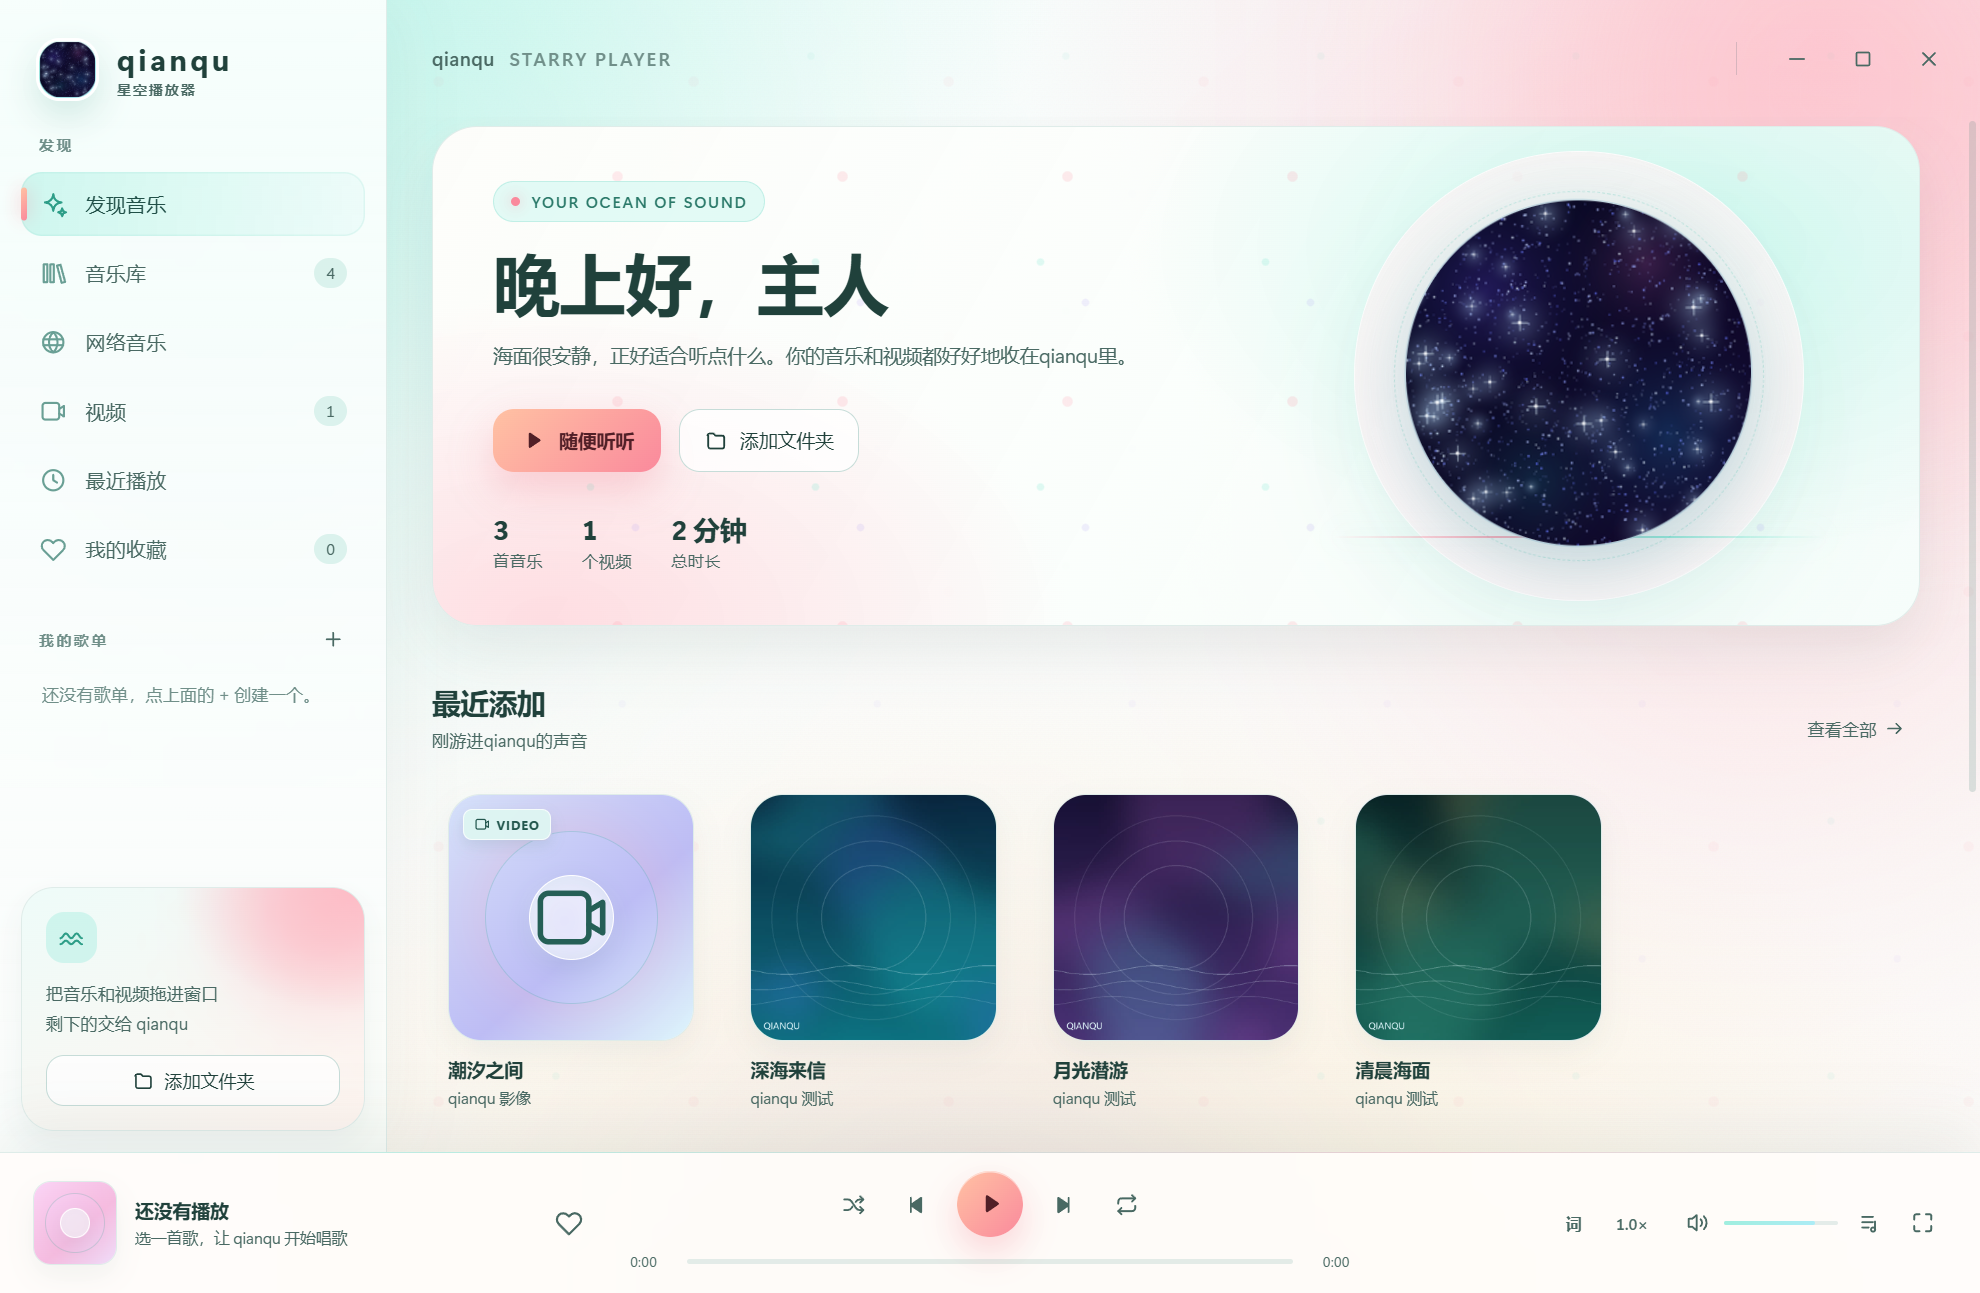 qianqu
星空播放器
发现
发现音乐
音乐库 4
网络音乐
视频 1
最近播放
我的收藏 0
我的歌单 +
还没有歌单，点上面的 + 创建一个。
把音乐和视频拖进窗口
剩下的交给 qianqu
添加文件夹
qianqu STARRY PLAYER
YOUR OCEAN OF SOUND
晚上好，主人
海面很安静，正好适合听点什么。你的音乐和视频都好好地收在qianqu里。
随便听听 添加文件夹
3 1 2 分钟
首音乐 个视频 总时长
最近添加
刚游进qianqu的声音
查看全部 →
VIDEO
QIANQU QIANQU QIANQU
潮汐之间 深海来信 月光潜游 清晨海面
qianqu 影像 qianqu 测试 qianqu 测试 qianqu 测试
还没有播放
选一首歌，让 qianqu 开始唱歌
0:00 0:00
词 1.0×